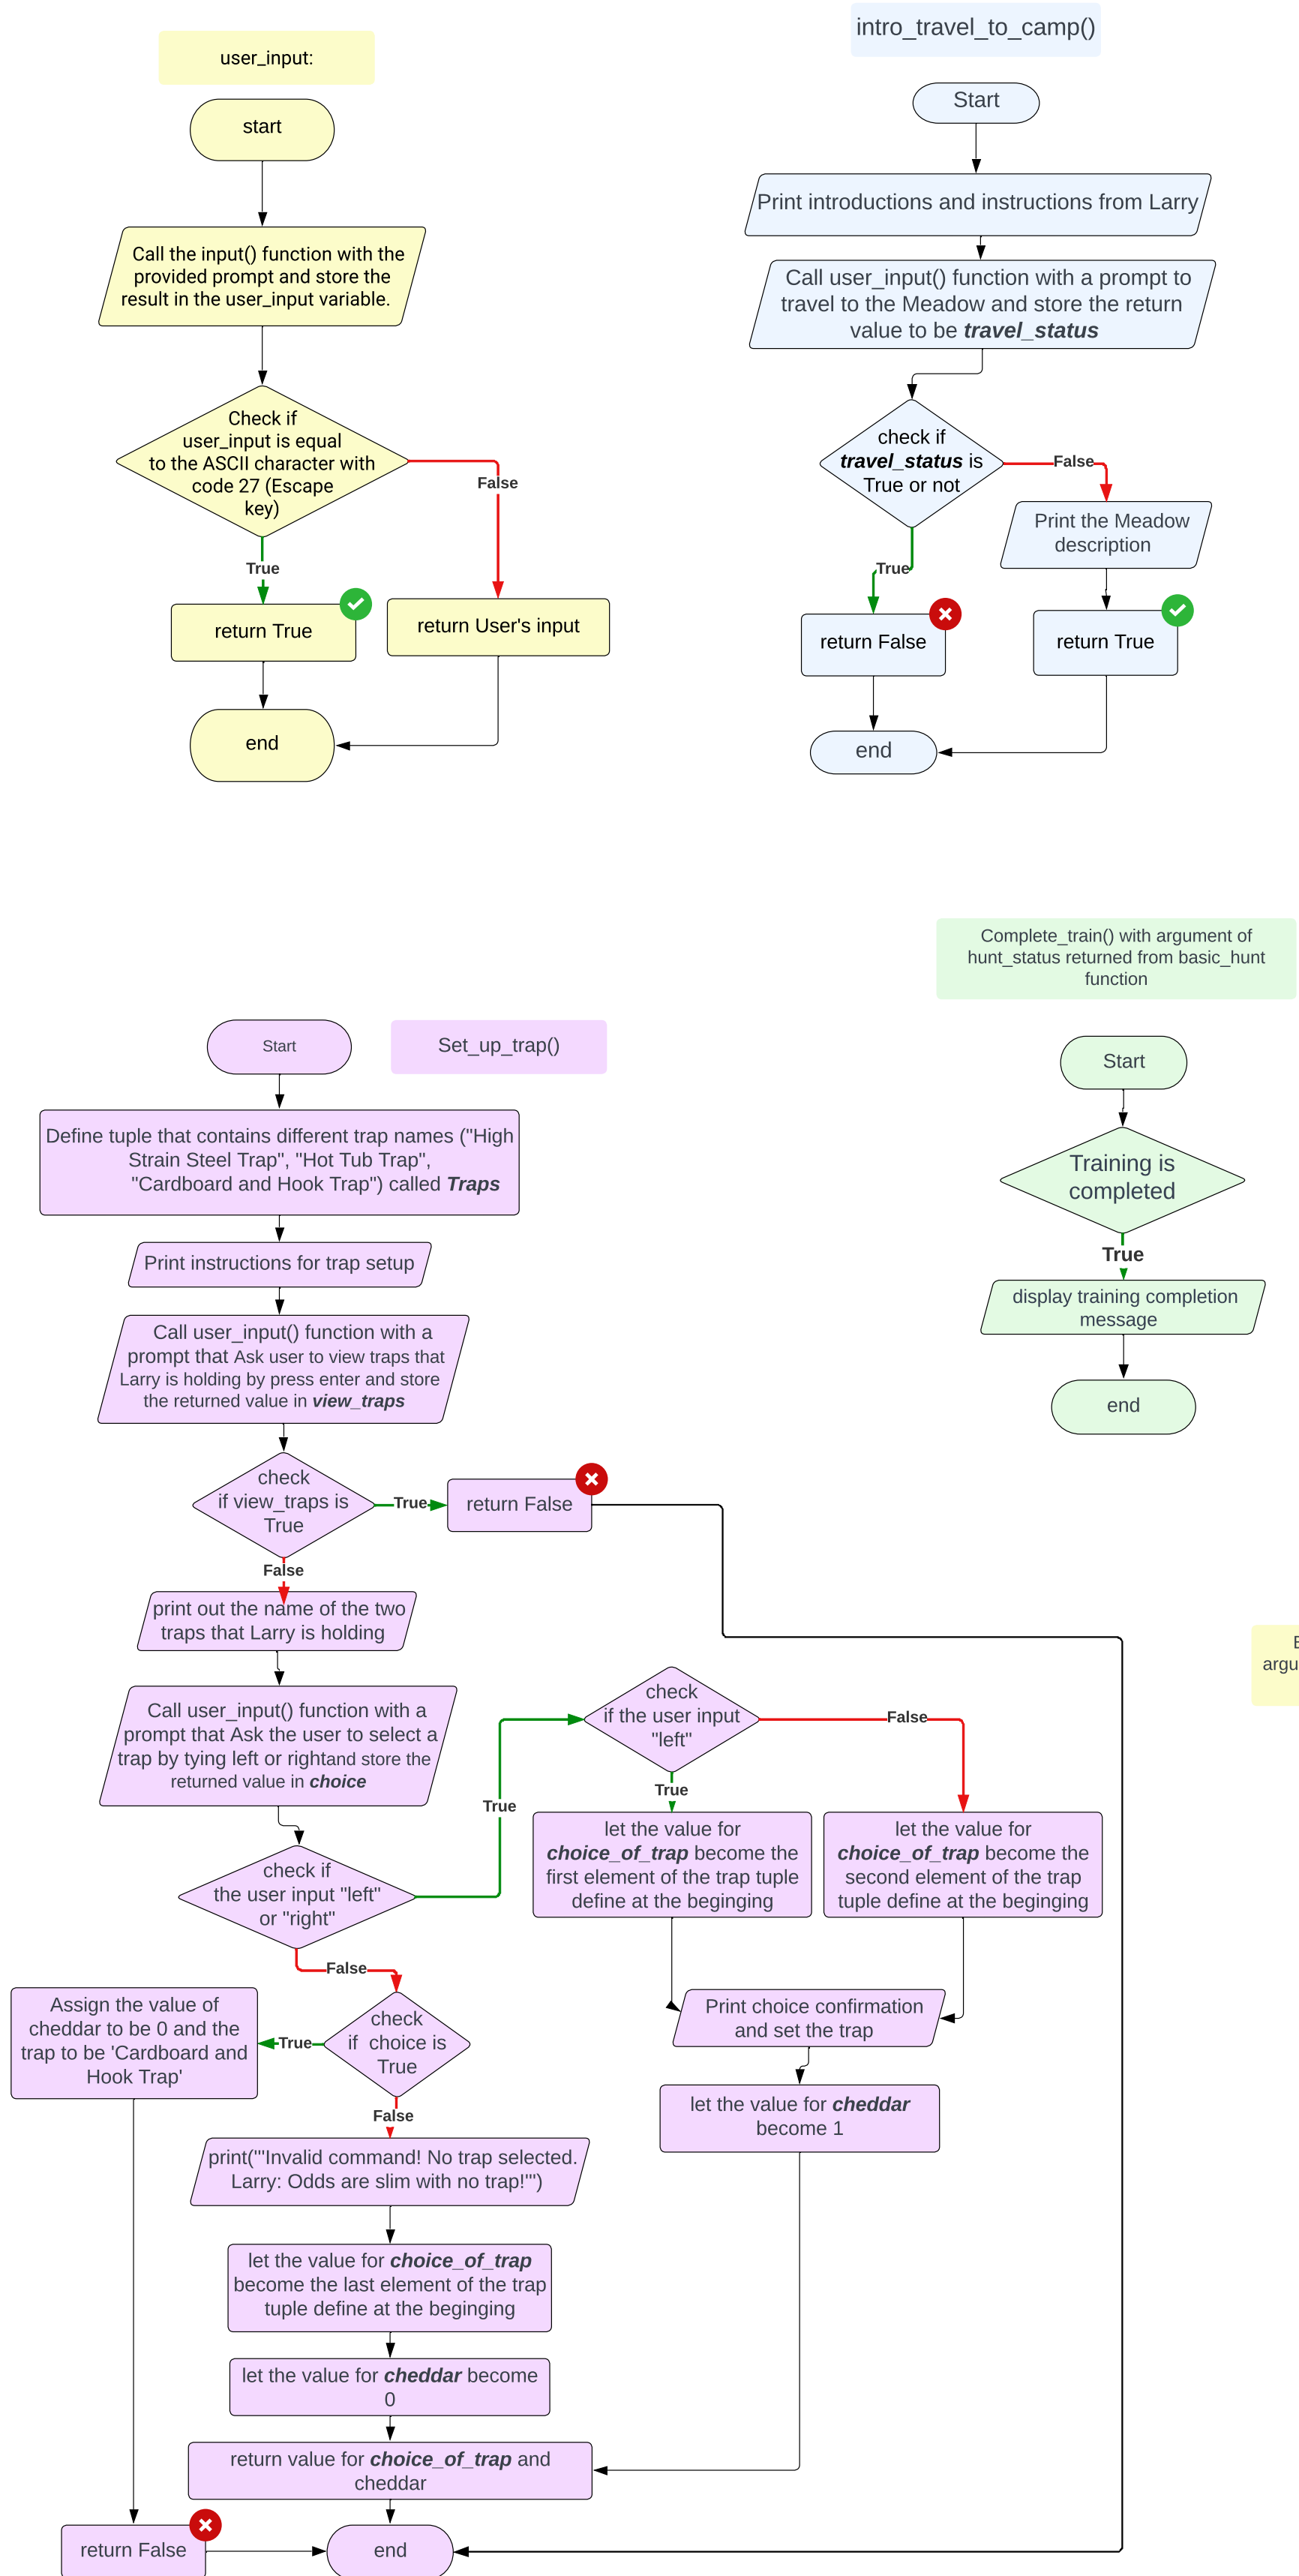 user_input:
start
Call the input() function with the
provided prompt and store the
result in the user_input variable.
Check if
user_input is equal
to the ASCII character with
code 27 (Escape
key)
False
True
return True
return User's input
end
intro_travel_to_camp()
Start
Print introductions and instructions from Larry
Call user_input() function with a prompt to
travel to the Meadow and store the return
value to be travel_status
check if
travel_status is
True or not
False
Print the Meadow
description
True
return False
return True
end
Complete_train() with argument of
hunt_status returned from basic_hunt
function
Start
Training is
completed
True
display training completion
message
end
Start
Set_up_trap()
Define tuple that contains different trap names ("High
Strain Steel Trap", "Hot Tub Trap",
"Cardboard and Hook Trap") called Traps
Print instructions for trap setup
Call user_input() function with a
prompt that Ask user to view traps that
Larry is holding by press enter and store
the returned value in view_traps
check
if view_traps is
True
True
return False
False
print out the name of the two
traps that Larry is holding
Call user_input() function with a
prompt that Ask the user to select a
trap by tying left or rightand store the
returned value in choice
check if
the user input "left"
or "right"
True
check
if the user input
"left"
False
True
let the value for
choice_of_trap become the
first element of the trap tuple
define at the beginging
let the value for
choice_of_trap become the
second element of the trap
tuple define at the beginging
Print choice confirmation
and set the trap
let the value for cheddar
become 1
False
check
if choice is
True
True
Assign the value of
cheddar to be 0 and the
trap to be 'Cardboard and
Hook Trap'
False
print('''Invalid command! No trap selected.
Larry: Odds are slim with no trap!''')
let the value for choice_of_trap
become the last element of the trap
tuple define at the beginging
let the value for cheddar become
0
return value for choice_of_trap and
cheddar
return False
end